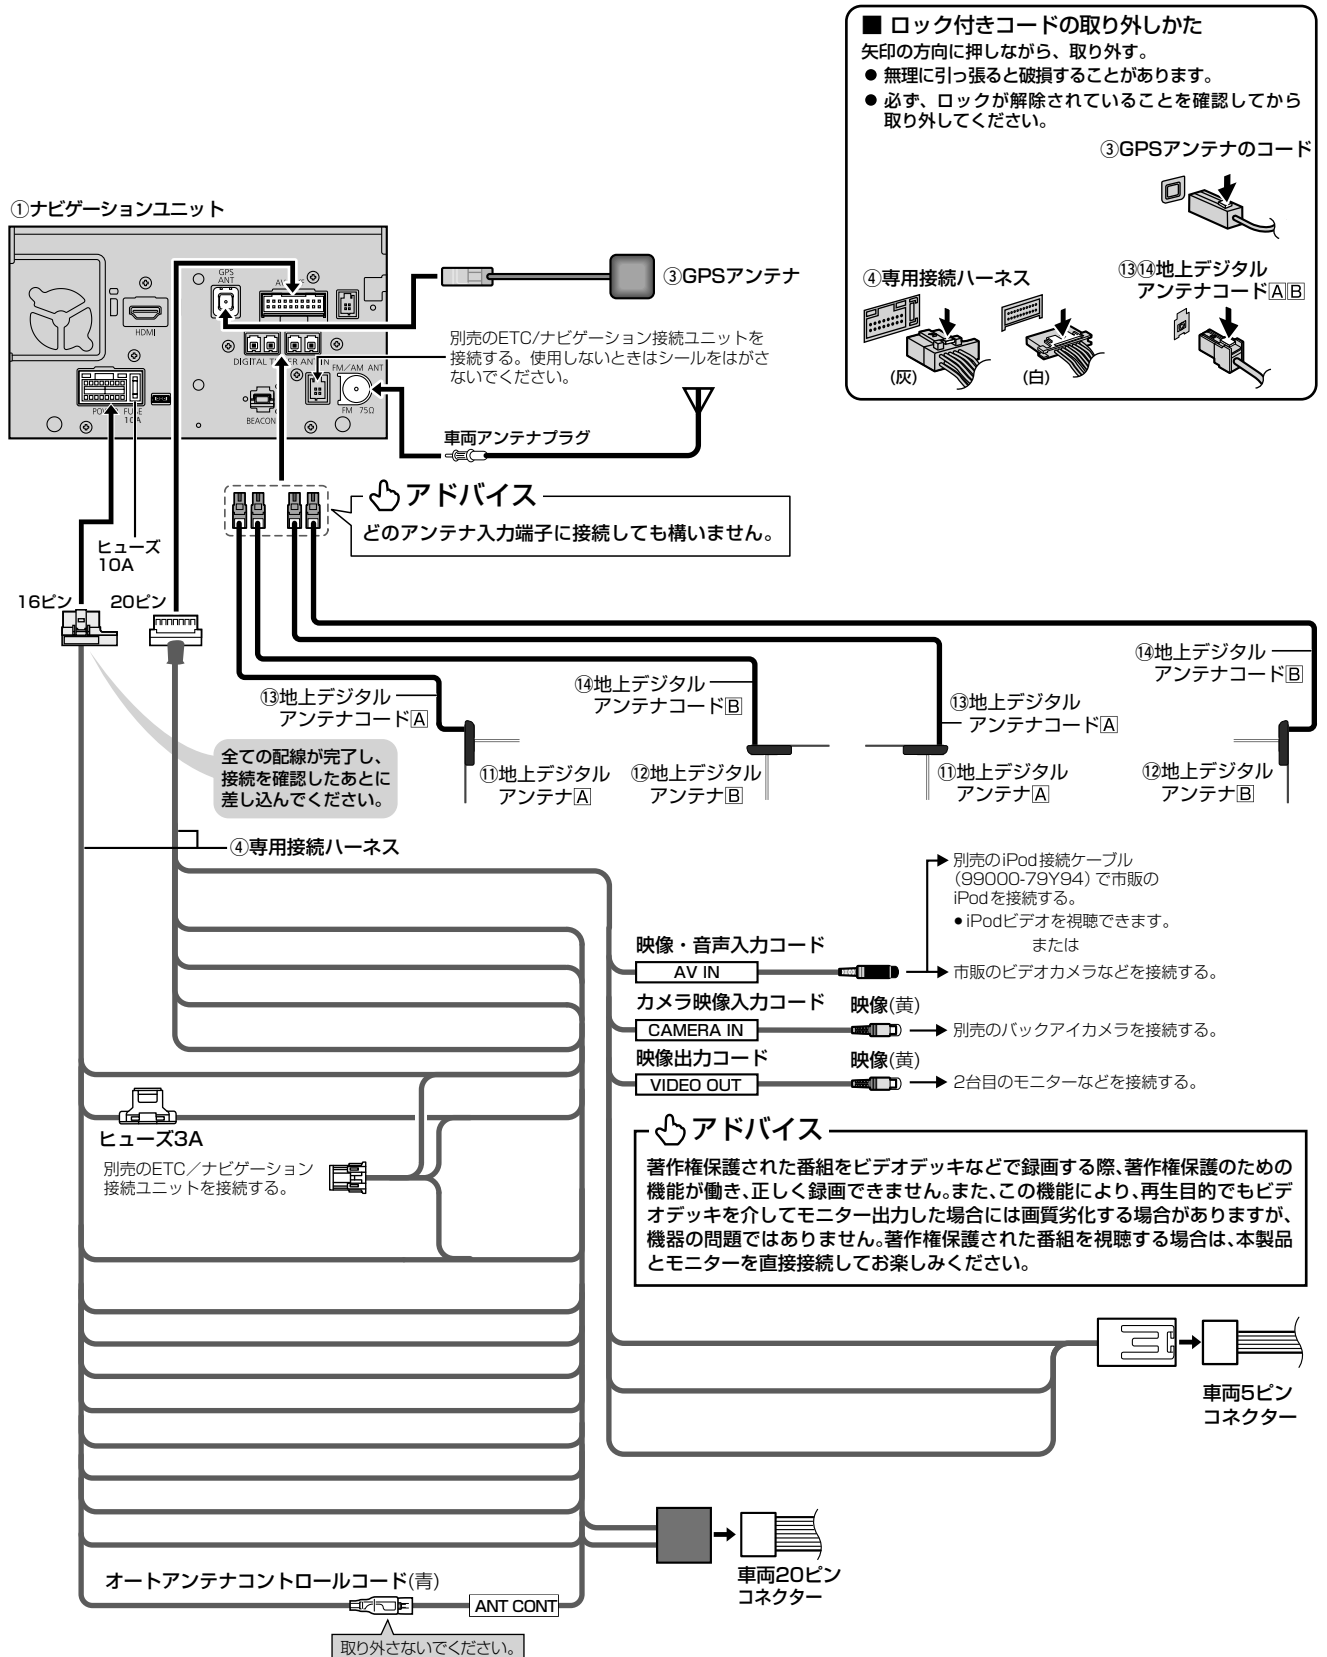 ■ ロック付きコードの取り外しかた
矢印の方向に押しながら、取り外す。
● 無理に引っ張ると破損することがあります。
● 必ず、ロックが解除されていることを確認してから
取り外してください。
③GPSアンテナのコード
④専用接続ハーネス
(灰)
(白)
⑬⑭地上デジタル
アンテナコードAB
①ナビゲーションユニット
GPS
ANT
HDMI
DIGITAL
ANT IN
FM/AM ANT
FM 75Ω
BEACON
FUSE
10A
③GPSアンテナ
別売のETC/ナビゲーション接続ユニットを
接続する。使用しないときはシールをはがさ
ないでください。
車両アンテナプラグ
アドバイス
どのアンテナ入力端子に接続しても構いません。
ヒューズ
10A
16ピン
20ピン
⑬地上デジタル
アンテナコードA
⑭地上デジタル
アンテナコードB
⑬地上デジタル
アンテナコードA
⑭地上デジタル
アンテナコードB
⑪地上デジタル
アンテナA
⑫地上デジタル
アンテナB
⑪地上デジタル
アンテナA
⑫地上デジタル
アンテナB
全ての配線が完了し、
接続を確認したあとに
差し込んでください。
④専用接続ハーネス
別売のiPod接続ケーブル
(99000-79Y94)で市販の
iPodを接続する。
●iPodビデオを視聴できます。
または
市販のビデオカメラなどを接続する。
映像・音声入力コード
AV IN
カメラ映像入力コード
映像(黄)
CAMERA IN
別売のバックアイカメラを接続する。
映像出力コード
映像(黄)
VIDEO OUT
2台目のモニターなどを接続する。
アドバイス
著作権保護された番組をビデオデッキなどで録画する際、著作権保護のための
機能が働き、正しく録画できません。また、この機能により、再生目的でもビデ
オデッキを介してモニター出力した場合には画質劣化する場合がありますが、
機器の問題ではありません。著作権保護された番組を視聴する場合は、本製品
とモニターを直接接続してお楽しみください。
ヒューズ3A
別売のETC/ナビゲーション
接続ユニットを接続する。
車両5ピン
コネクター
車両20ピン
コネクター
オートアンテナコントロールコード(青)
ANT CONT
取り外さないでください。